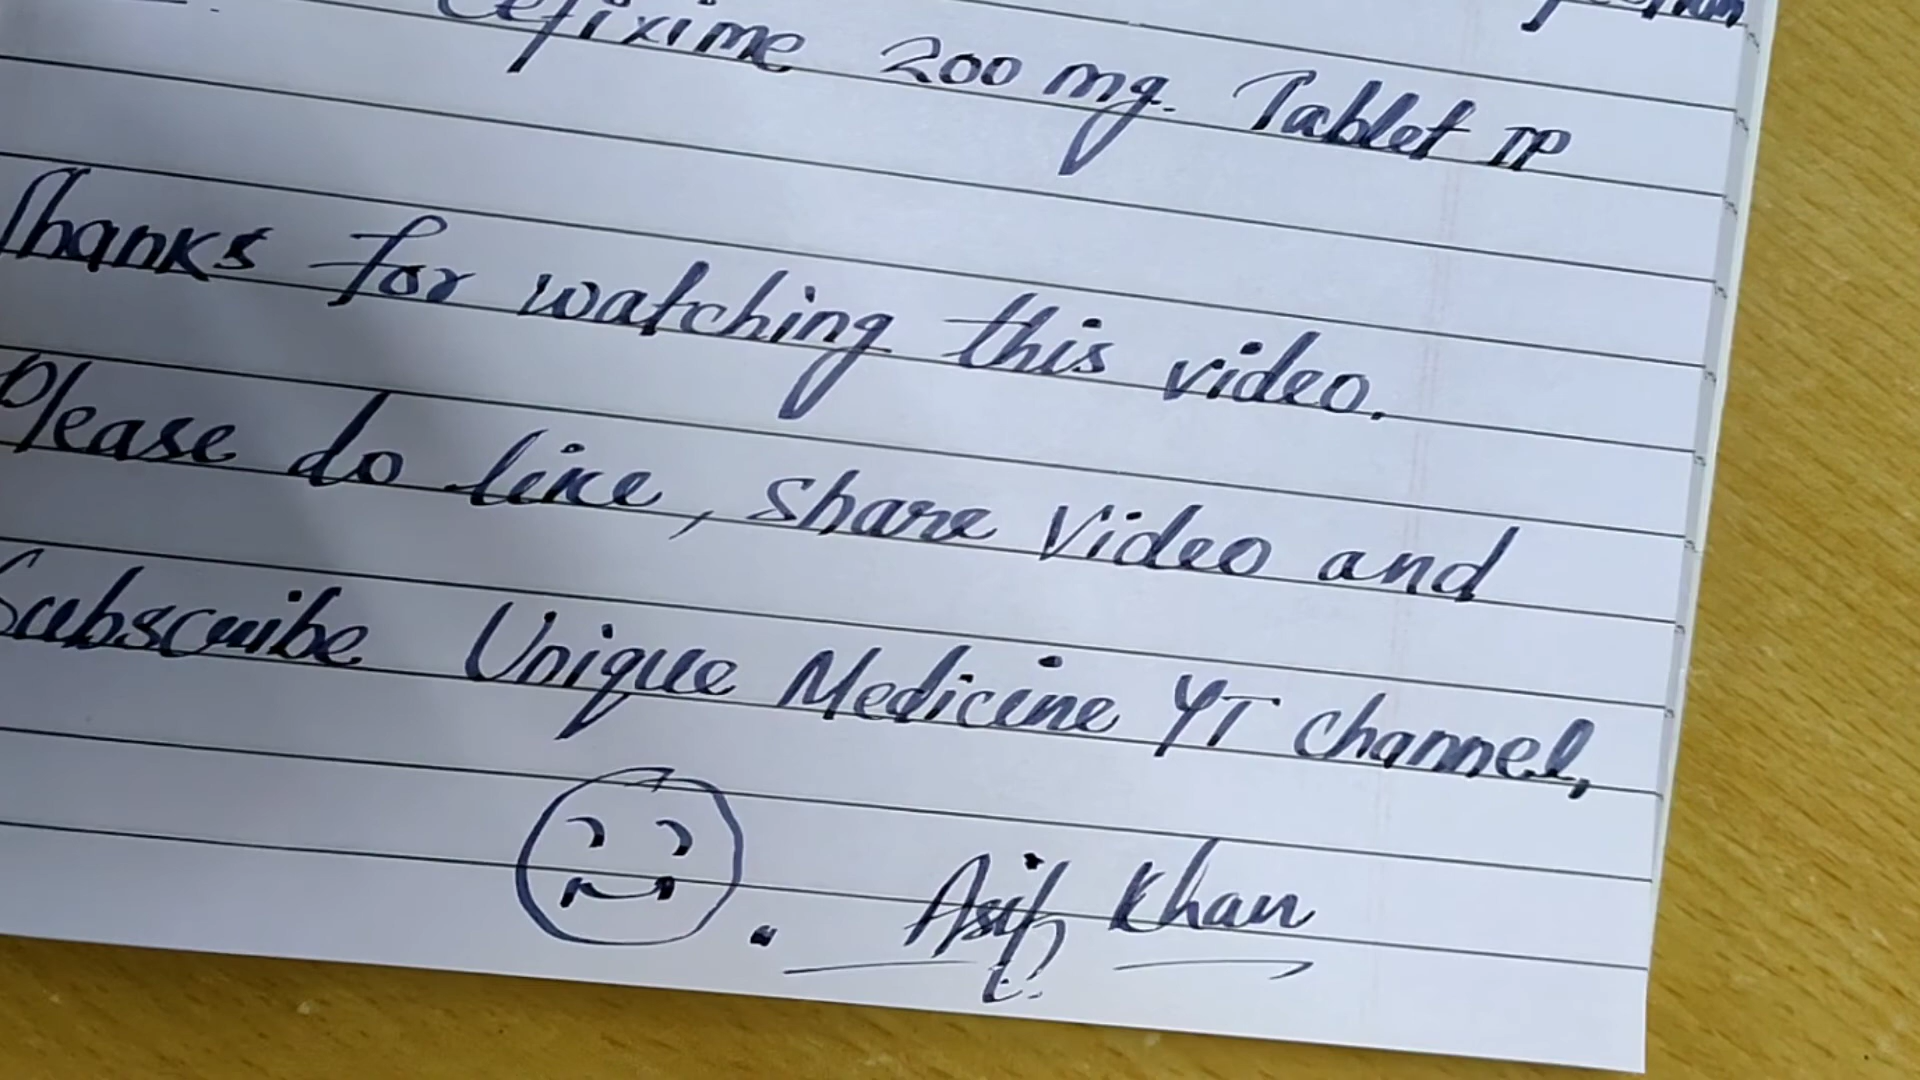 Cefixime 200 mg. Tablet IP
Thanks for watching this video.
Please do like, share Video and
Subscribe Unique Medicine YT channel,
Asif Khan